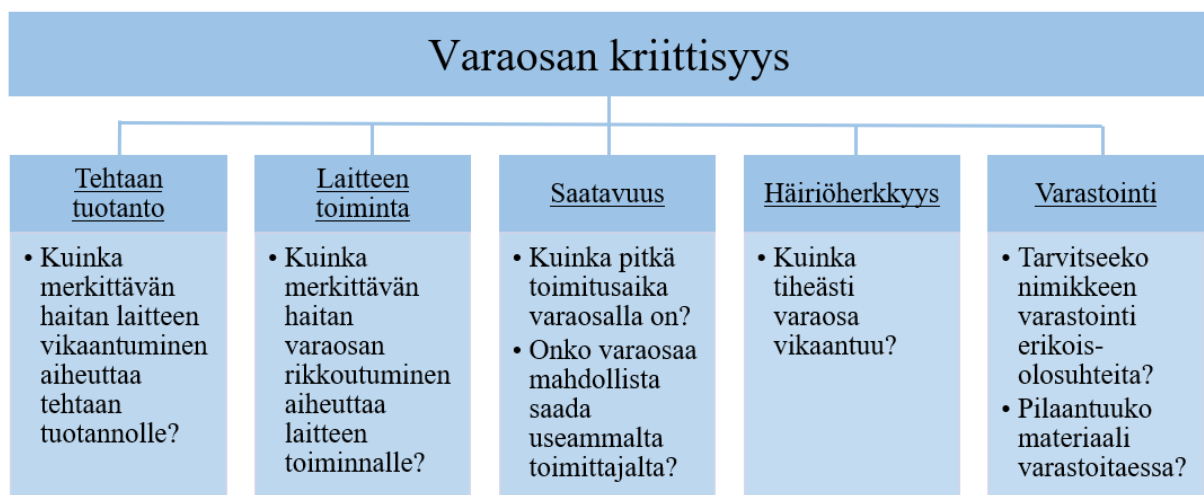 Varaosan kriittisyys
Tehtaan
tuotanto
• Kuinka
merkittävän
haitan laitteen
vikaantuminen
aiheuttaa
tehtaan
tuotannolle?
Laitteen
toiminta
• Kuinka
merkittävän
haitan
varaosan
rikkoutuminen
aiheuttaa
laitteen
toiminnalle?
Saatavuus
• Kuinka pitkä
toimitusaika
varaosalla on?
• Onko varaosaa
mahdollista
saada
useammalta
toimittajalta?
Häiriöherkkyys
• Kuinka
tiheästi
varaosa
vikaantuu?
Varastointi
• Tarvitseeko
nimikkeen
varastointi
erikois-
olosuhteita?
• Pilaantuuko
materiaali
varastoitaessa?